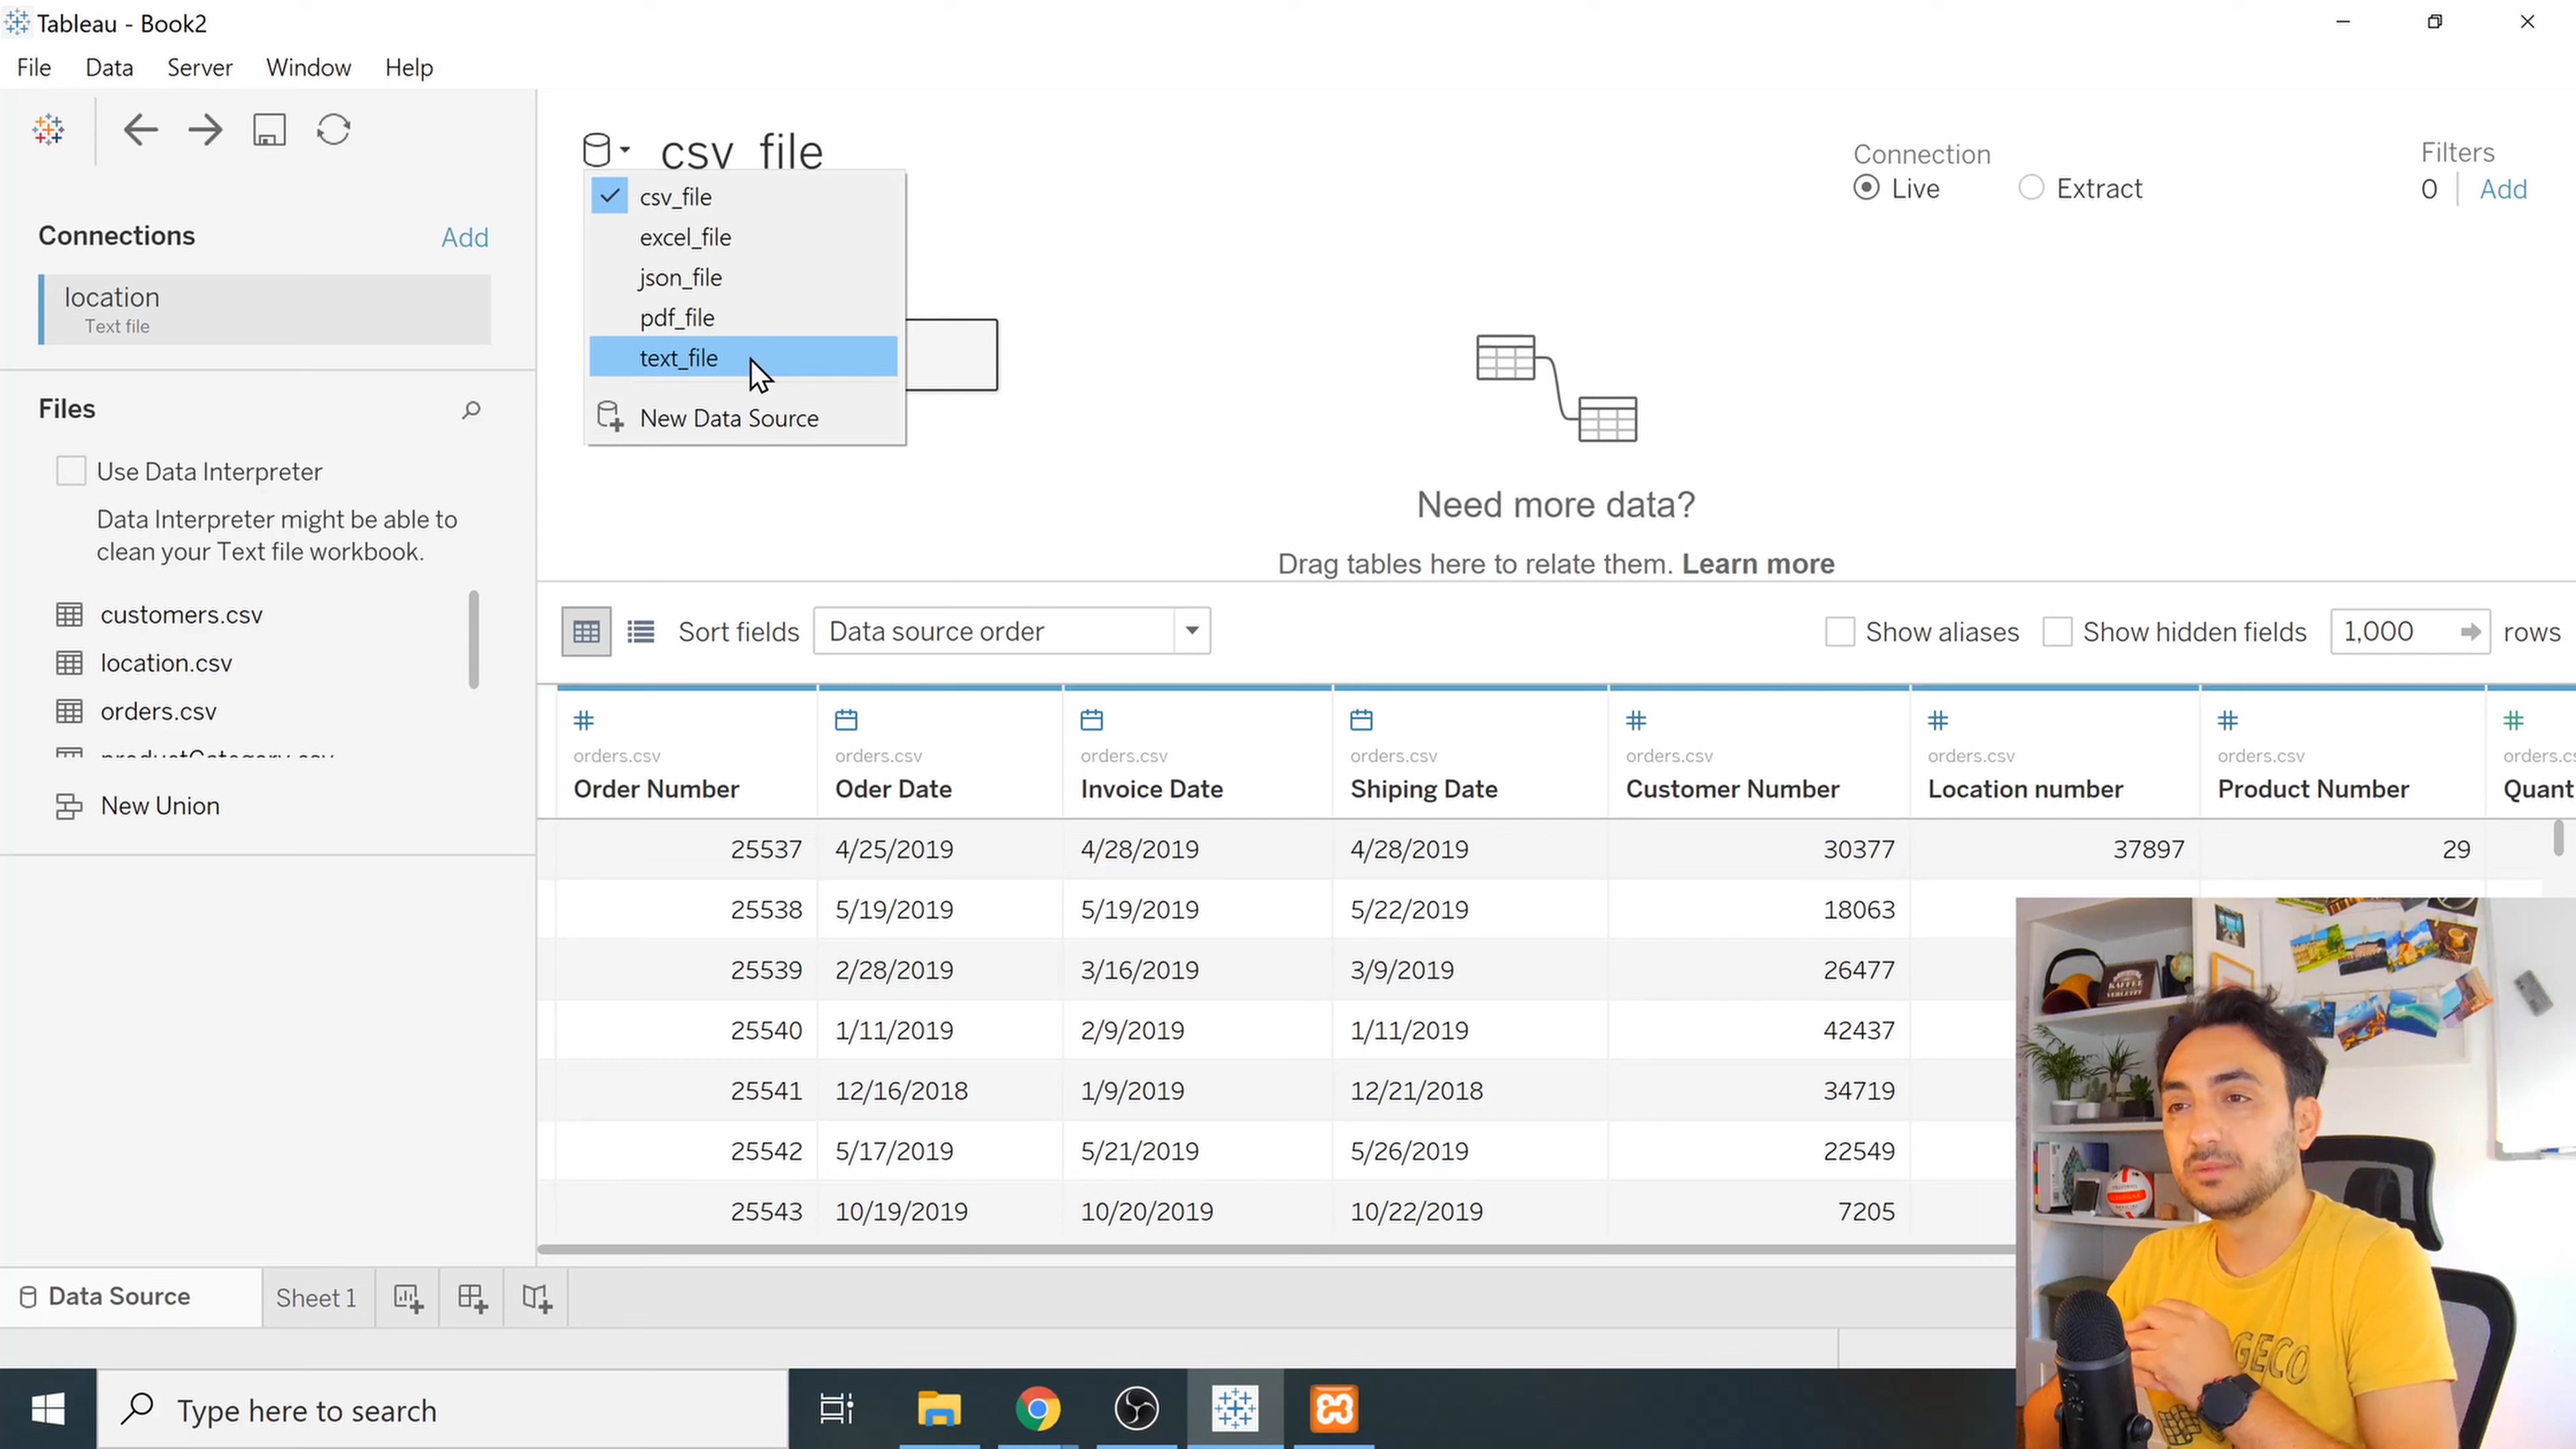 Tableau - Book2
File Data Server Window Help
Connections Add
location
Text file
Files
Use Data Interpreter
Data Interpreter might be able to
clean your Text file workbook.
customers.csv
location.csv
orders.csv
productCategory.csv
New Union
csv_file
csv_file
excel_file
json_file
pdf_file
text_file
New Data Source
Connection
Live Extract
Filters
0 Add
Need more data?
Drag tables here to relate them. Learn more
Sort fields Data source order Show aliases Show hidden fields 1,000 rows
orders.csv orders.csv orders.csv orders.csv orders.csv orders.csv orders.csv orders.cs
Order Number Oder Date Invoice Date Shiping Date Customer Number Location number Product Number Quant
25537 4/25/2019 4/28/2019 4/28/2019 30377 37897 29
25538 5/19/2019 5/19/2019 5/22/2019 18063
25539 2/28/2019 3/16/2019 3/9/2019 26477
25540 1/11/2019 2/9/2019 1/11/2019 42437
25541 12/16/2018 1/9/2019 12/21/2018 34719
25542 5/17/2019 5/21/2019 5/26/2019 22549
25543 10/19/2019 10/20/2019 10/22/2019 7205
Data Source Sheet 1
Type here to search
GECO